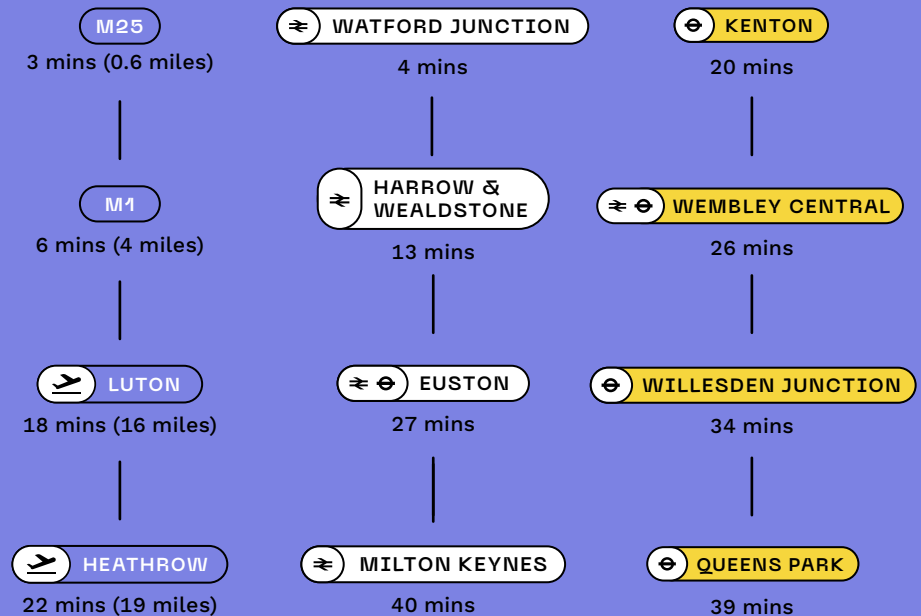 M25
3 mins (0.6 miles)
M1
6 mins (4 miles)
LUTON
18 mins (16 miles)
HEATHROW
22 mins (19 miles)
WATFORD JUNCTION
4 mins
HARROW &
WEALDSTONE
13 mins
EUSTON
27 mins
MILTON KEYNES
40 mins
KENTON
20 mins
WEMBLEY CENTRAL
26 mins
WILLESDEN JUNCTION
34 mins
QUEENS PARK
39 mins